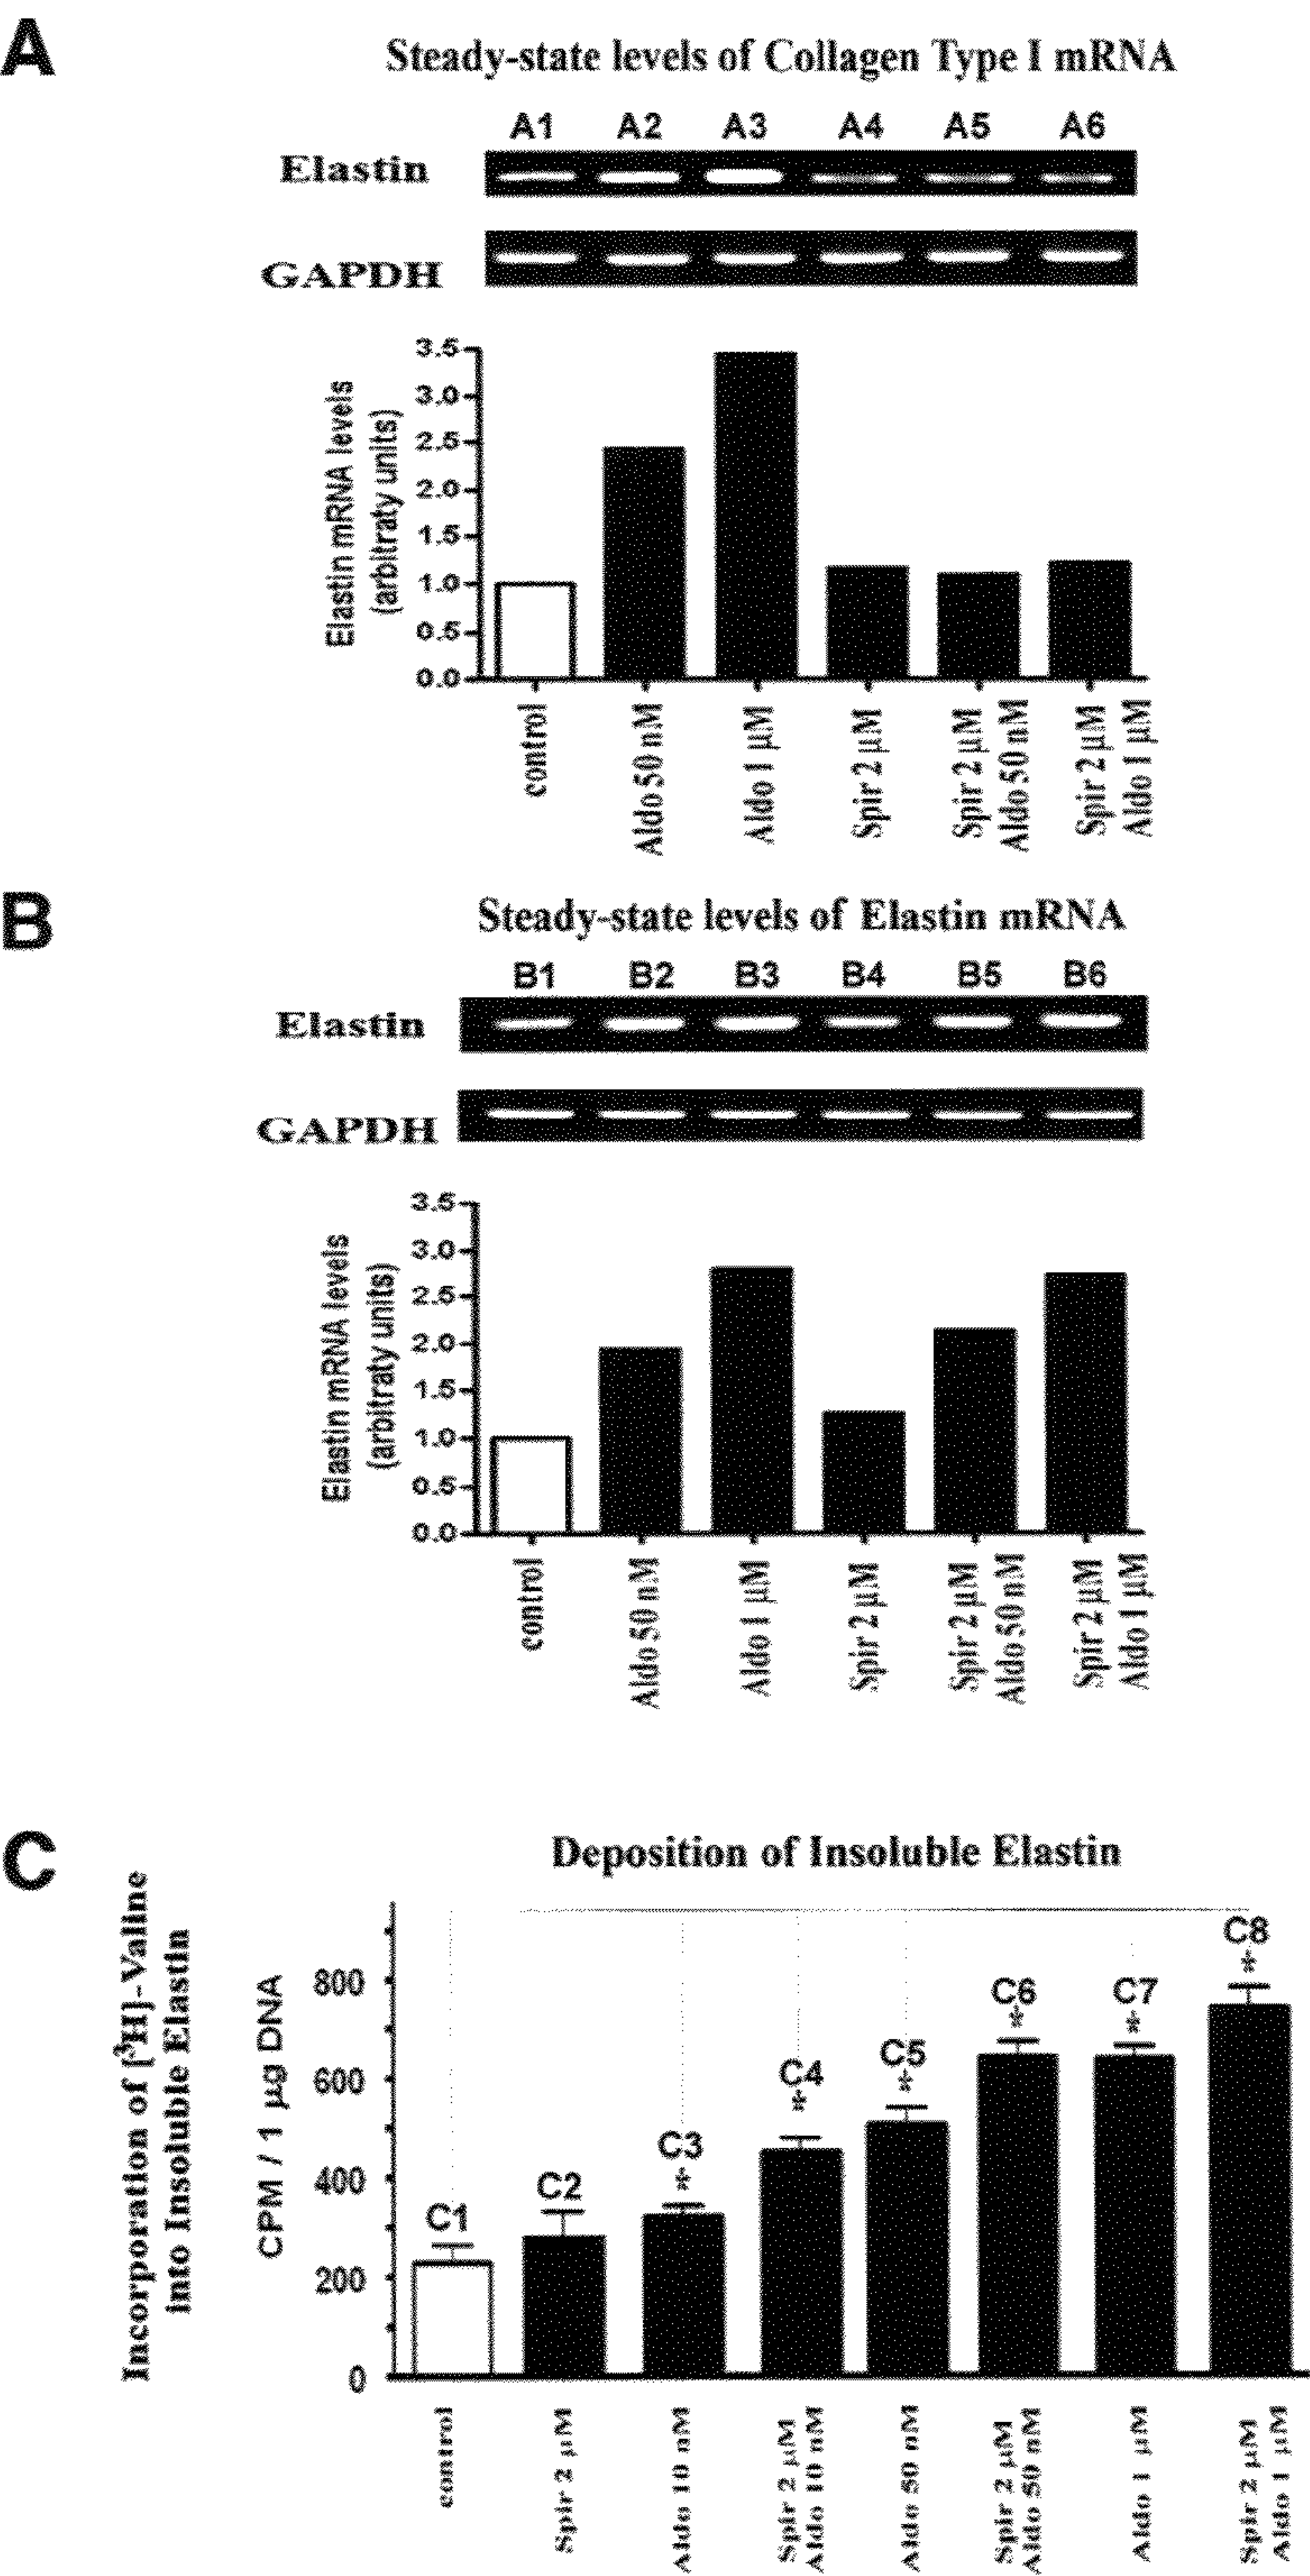 A
Steady-state levels of Collagen Type I mRNA
A1 A2 A3 A4 A5 A6
Elastin
GAPDH
Elastin mRNA levels
(arbitraty units)
3.5
3.0
2.5
2.0
1.5
1.0
0.5
0.0
control
Aldo 50 nM
Aldo 1 µM
Spir 2 µM
Spir 2 µM
Aldo 50 nM
Spir 2 µM
Aldo 1 µM
B
Steady-state levels of Elastin mRNA
B1 B2 B3 B4 B5 B6
Elastin
GAPDH
Elastin mRNA levels
(arbitraty units)
3.5
3.0
2.5
2.0
1.5
1.0
0.5
0.0
control
Aldo 50 nM
Aldo 1 µM
Spir 2 µM
Spir 2 µM
Aldo 50 nM
Spir 2 µM
Aldo 1 µM
C
Deposition of Insoluble Elastin
Incorporation of [³H]-Valine
into Insoluble Elastin
CPM / 1 µg DNA
800
600
400
200
0
C1
C2
C3
*
C4
*
C5
*
C6
*
C7
*
C8
*
control
Spir 2 µM
Aldo 10 nM
Spir 2 µM
Aldo 10 nM
Aldo 50 nM
Spir 2 µM
Aldo 50 nM
Aldo 1 µM
Spir 2 µM
Aldo 1 µM